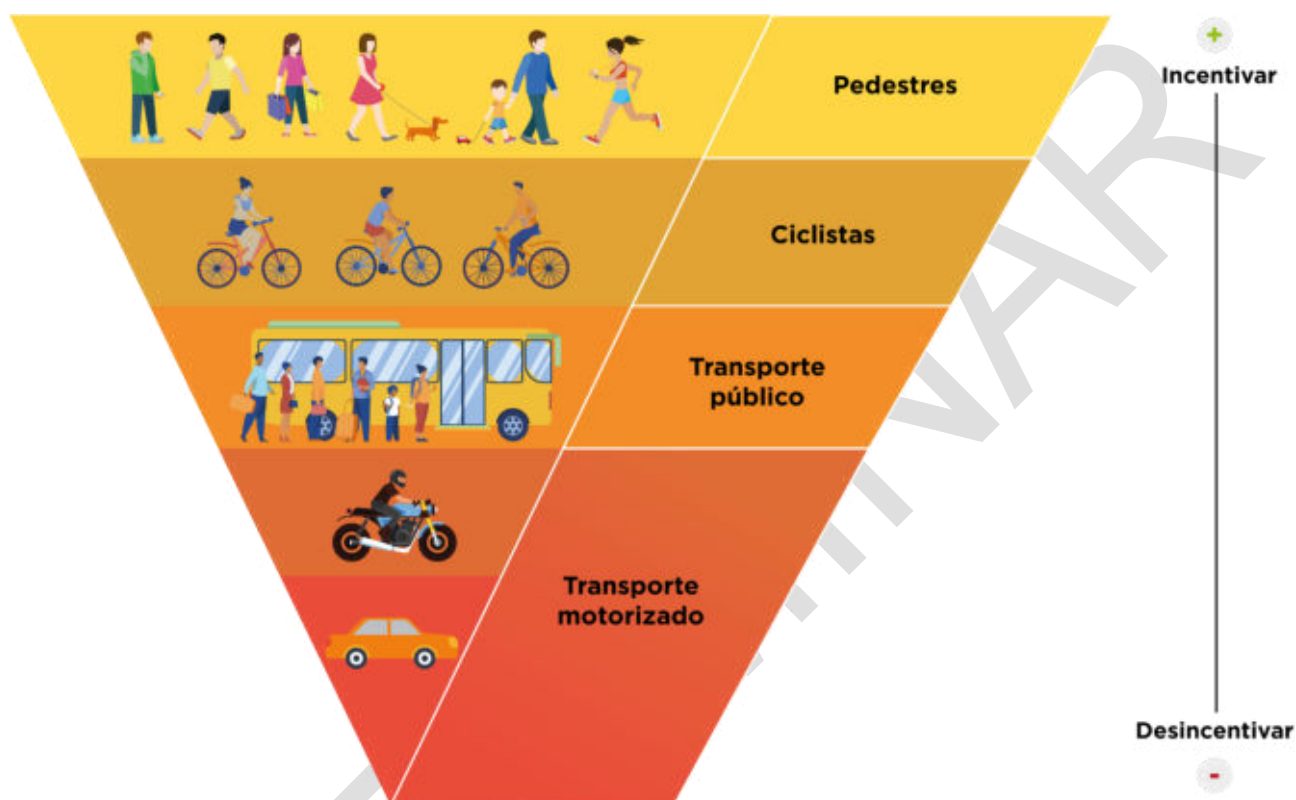 +
Incentivar
Pedestres
Ciclistas
Transporte
público
Transporte
motorizado
Desincentivar
-